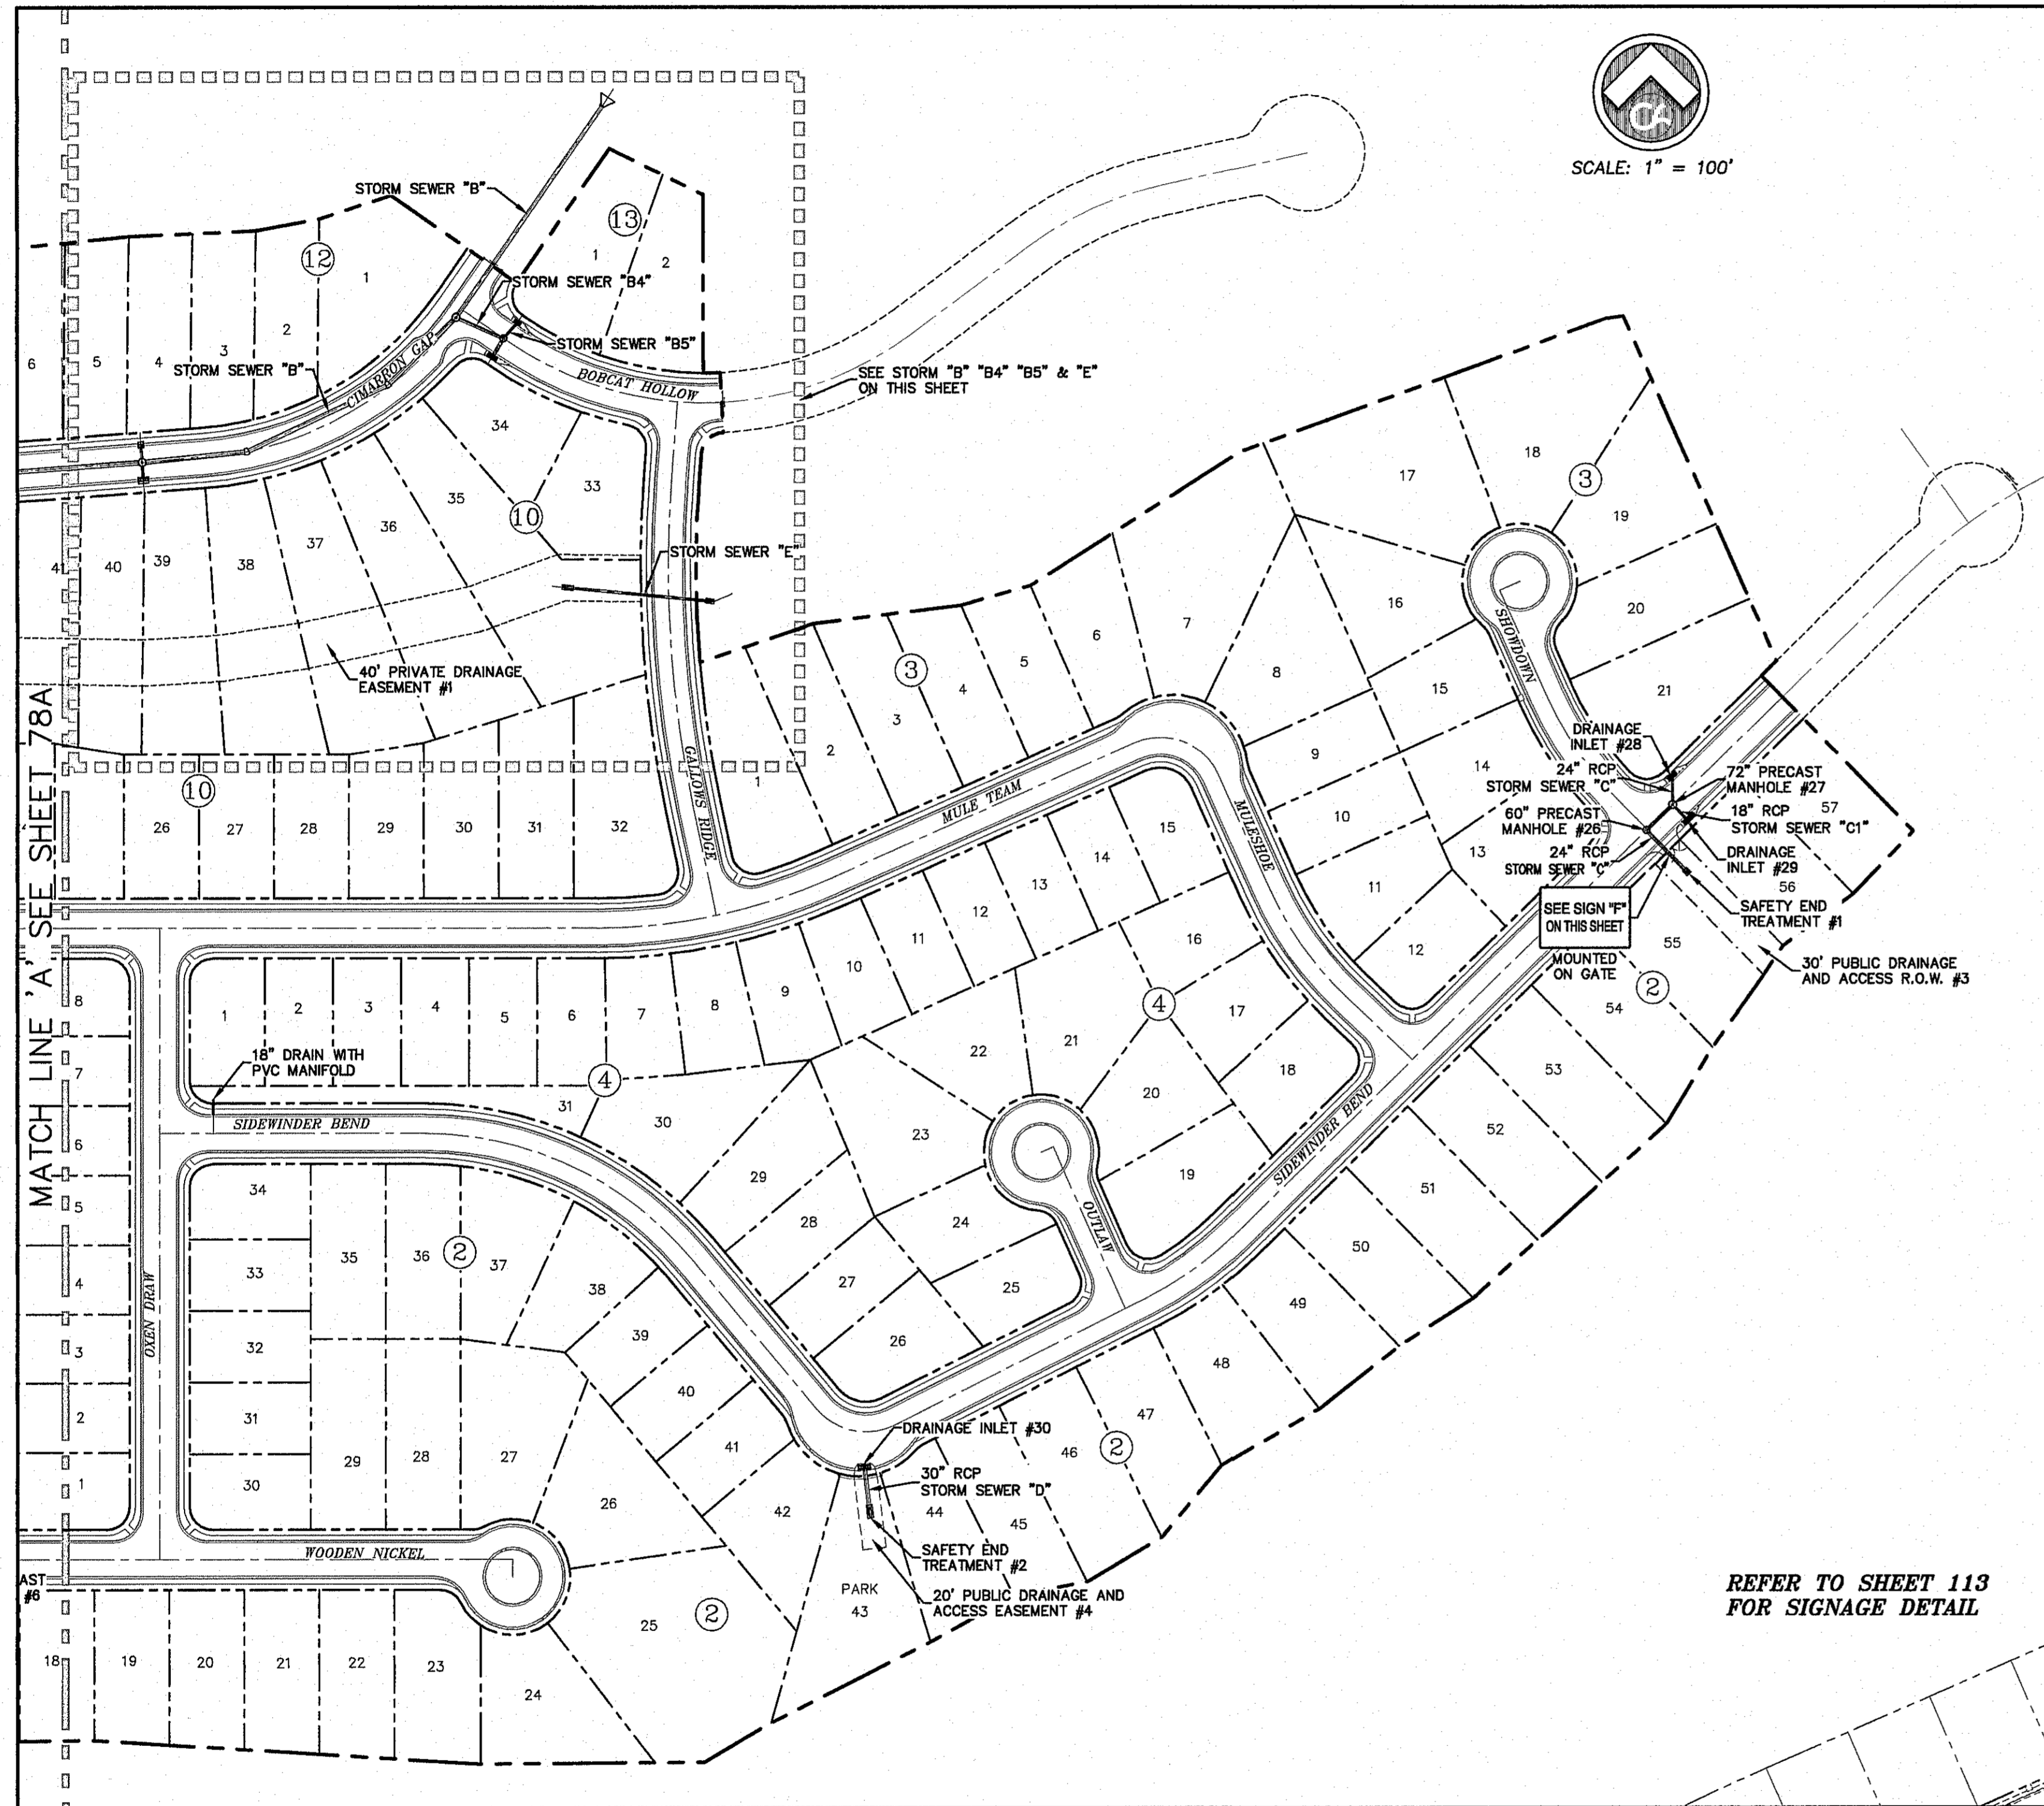 SCALE: 1" = 100'
STORM SEWER "B"
13
12
1
1
2
STORM SEWER "B4"
2
3
4
5
6
STORM SEWER "B5"
STORM SEWER "B"
CIMARRON GAP
BOBCAT HOLLOW
SEE STORM "B" "B4" "B5" & "E"
ON THIS SHEET
34
33
35
10
36
37
38
39
40
41
STORM SEWER "E"
40' PRIVATE DRAINAGE
EASEMENT #1
18
17
3
19
16
20
SHOWDOWN
15
21
7
6
5
3
4
8
3
2
1
9
14
10
13
11
12
DRAINAGE
INLET #28
24" RCP
STORM SEWER "C"
72" PRECAST
MANHOLE #27
57
60" PRECAST
MANHOLE #26
18" RCP
STORM SEWER "C1"
24" RCP
STORM SEWER "C"
DRAINAGE
INLET #29
56
SEE SIGN "F"
ON THIS SHEET
SAFETY END
TREATMENT #1
55
MOUNTED
ON GATE
30' PUBLIC DRAINAGE
AND ACCESS R.O.W. #3
2
54
53
52
51
50
49
48
47
46
2
45
44
MATCH LINE 'A' SEE SHEET 78A
10
26
27
28
29
30
31
32
GALLOWS RIDGE
MULE TEAM
MULESHOE
15
14
13
12
11
10
9
8
7
6
5
4
3
2
1
16
4
17
18
21
22
20
19
23
24
25
OUTLAW
SIDEWINDER BEND
8
7
6
5
4
3
2
1
18" DRAIN WITH
PVC MANIFOLD
4
31
30
SIDEWINDER BEND
29
28
27
26
34
33
32
31
30
OXEN DRAW
35
36
2
37
38
39
40
41
42
29
28
27
26
DRAINAGE INLET #30
30" RCP
STORM SEWER "D"
SAFETY END
TREATMENT #2
20' PUBLIC DRAINAGE AND
ACCESS EASEMENT #4
PARK
43
WOODEN NICKEL
AST
#6
25
2
18
19
20
21
22
23
24
REFER TO SHEET 113
FOR SIGNAGE DETAIL